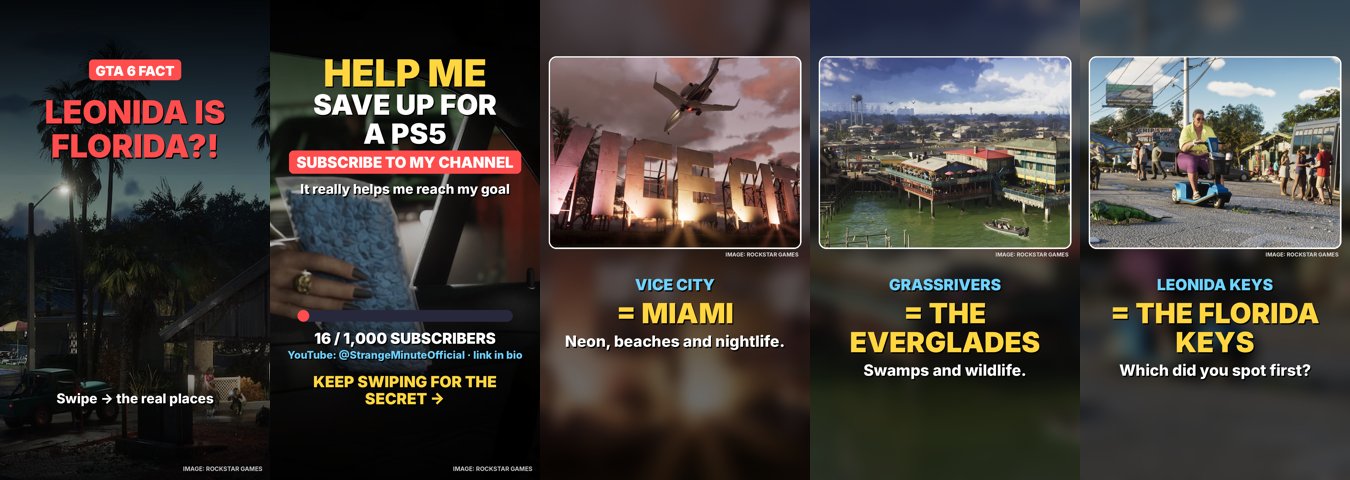 GTA 6 FACT
LEONIDA IS
FLORIDA?!
Swipe → the real places
IMAGE: ROCKSTAR GAMES
HELP ME
SAVE UP FOR
A PS5
SUBSCRIBE TO MY CHANNEL
It really helps me reach my goal
16 / 1,000 SUBSCRIBERS
YouTube: @StrangeMinuteOfficial · link in bio
KEEP SWIPING FOR THE
SECRET →
IMAGE: ROCKSTAR GAMES
VICE CITY
IMAGE: ROCKSTAR GAMES
VICE CITY
= MIAMI
Neon, beaches and nightlife.
IMAGE: ROCKSTAR GAMES
GRASSRIVERS
= THE
EVERGLADES
Swamps and wildlife.
IMAGE: ROCKSTAR GAMES
LEONIDA KEYS
= THE FLORIDA
KEYS
Which did you spot first?